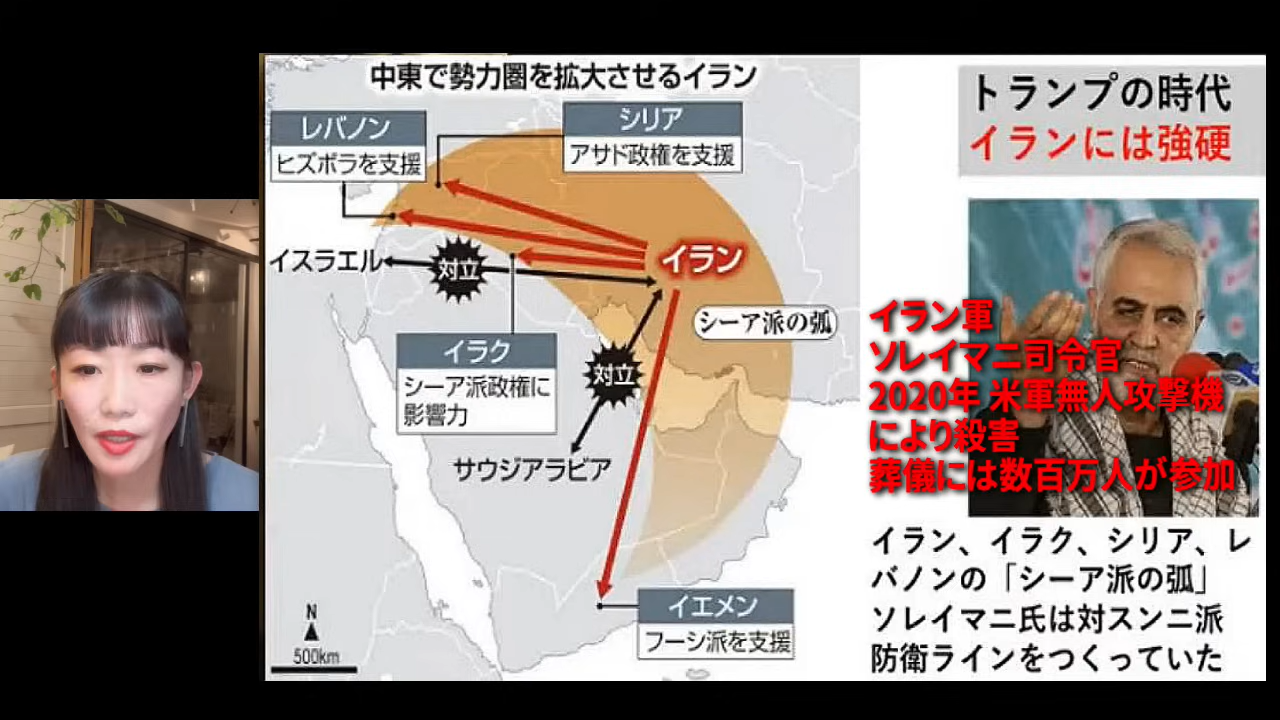 中東で勢力圏を拡大させるイラン
レバノン
ヒズボラを支援
シリア
アサド政権を支援
イスラエル
対立
イラン
シーア派の弧
イラク
シーア派政権に
影響力
対立
サウジアラビア
イエメン
フーシ派を支援
N
500km
トランプの時代
イランには強硬
イラン軍
ソレイマニ司令官
2020年 米軍無人攻撃機
により殺害
葬儀には数百万人が参加
イラン、イラク、シリア、レ
バノンの「シーア派の弧」
ソレイマニ氏は対スンニ派
防衛ラインをつくっていた